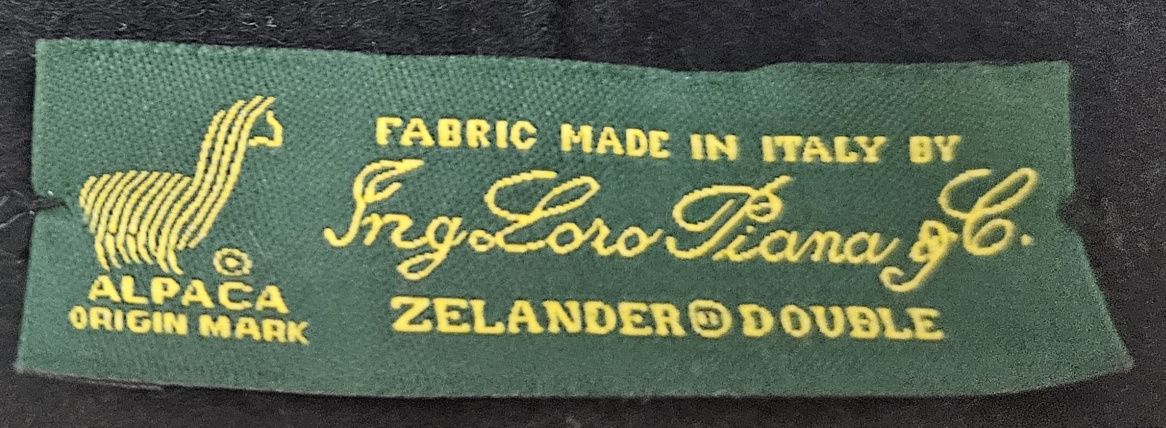 FABRIC MADE IN ITALY BY
Ing. Loro Piana & C.
ZELANDER® DOUBLE
©
ALPACA
ORIGIN MARK